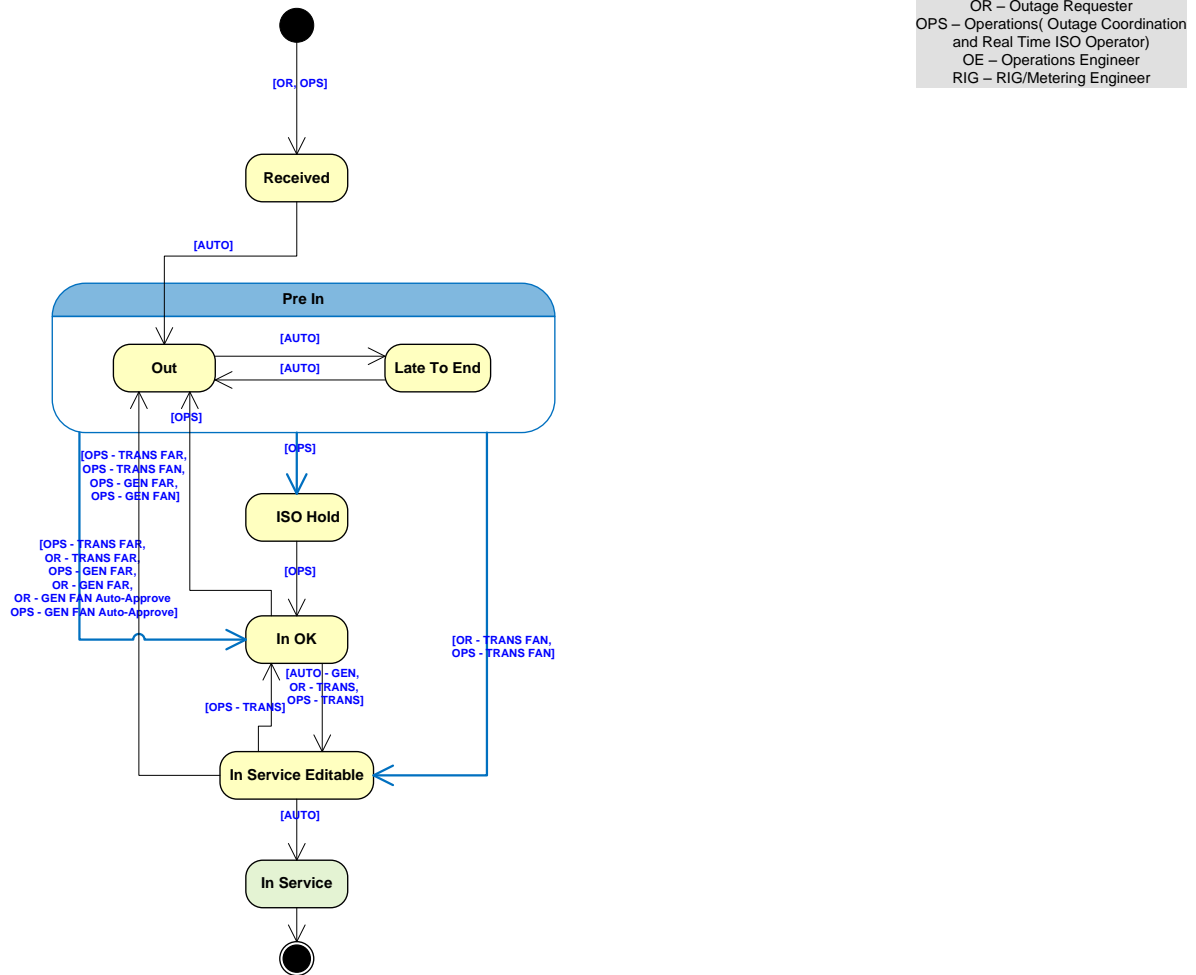 OR – Outage Requester
OPS – Operations( Outage Coordination
and Real Time ISO Operator)
OE – Operations Engineer
RIG – RIG/Metering Engineer
[OR, OPS]
Received
[AUTO]
Pre In
[AUTO]
Out
[AUTO]
Late To End
[OPS]
[OPS - TRANS FAR,
OPS - TRANS FAN,
OPS - GEN FAR,
OPS - GEN FAN]
[OPS]
ISO Hold
[OPS - TRANS FAR,
OR - TRANS FAR,
OPS - GEN FAR,
OR - GEN FAR,
OR - GEN FAN Auto-Approve
OPS - GEN FAN Auto-Approve]
[OPS]
In OK
[OR - TRANS FAN,
OPS - TRANS FAN]
[AUTO - GEN,
OR - TRANS,
OPS - TRANS]
[OPS - TRANS]
In Service Editable
[AUTO]
In Service